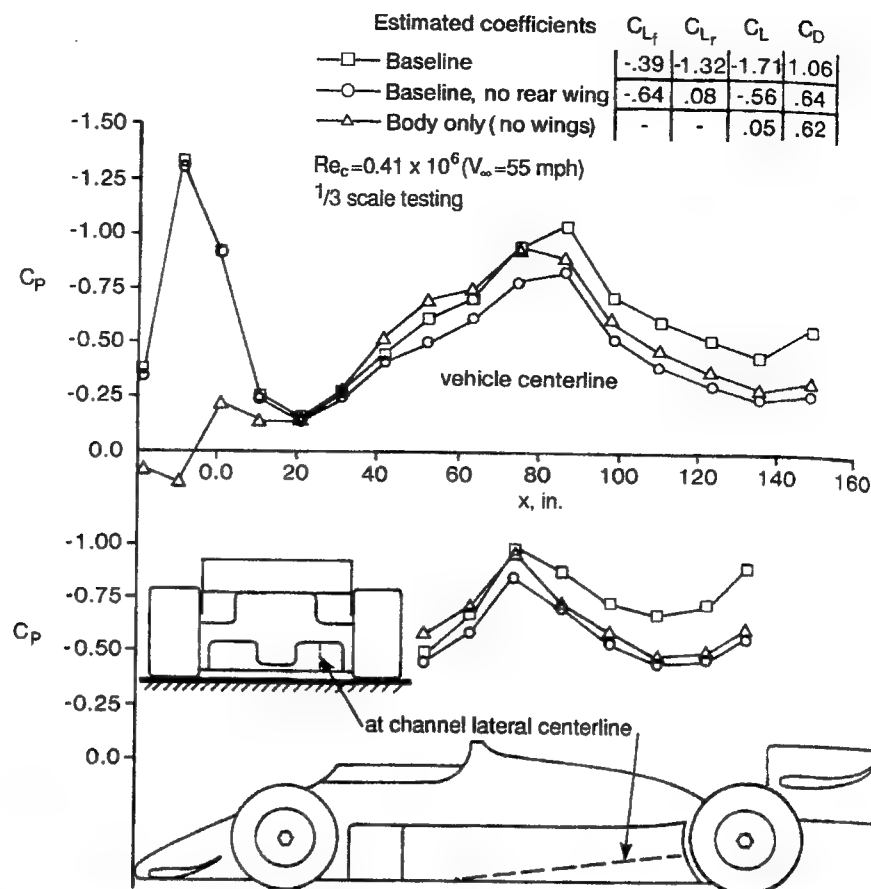 Estimated coefficients C_Lf C_Lr C_L C_D
Baseline -.39 -1.32 -1.71 1.06
Baseline, no rear wing -.64 .08 -.56 .64
Body only (no wings) - - .05 .62
Re_c=0.41 x 10^6 (V_∞=55 mph)
1/3 scale testing
-1.50
-1.25
-1.00
C_P
-0.75
-0.50
vehicle centerline
-0.25
0.0
0.0 20 40 60 80 100 120 140 160
x, in.
-1.00
-0.75
C_P
-0.50
-0.25
at channel lateral centerline
0.0